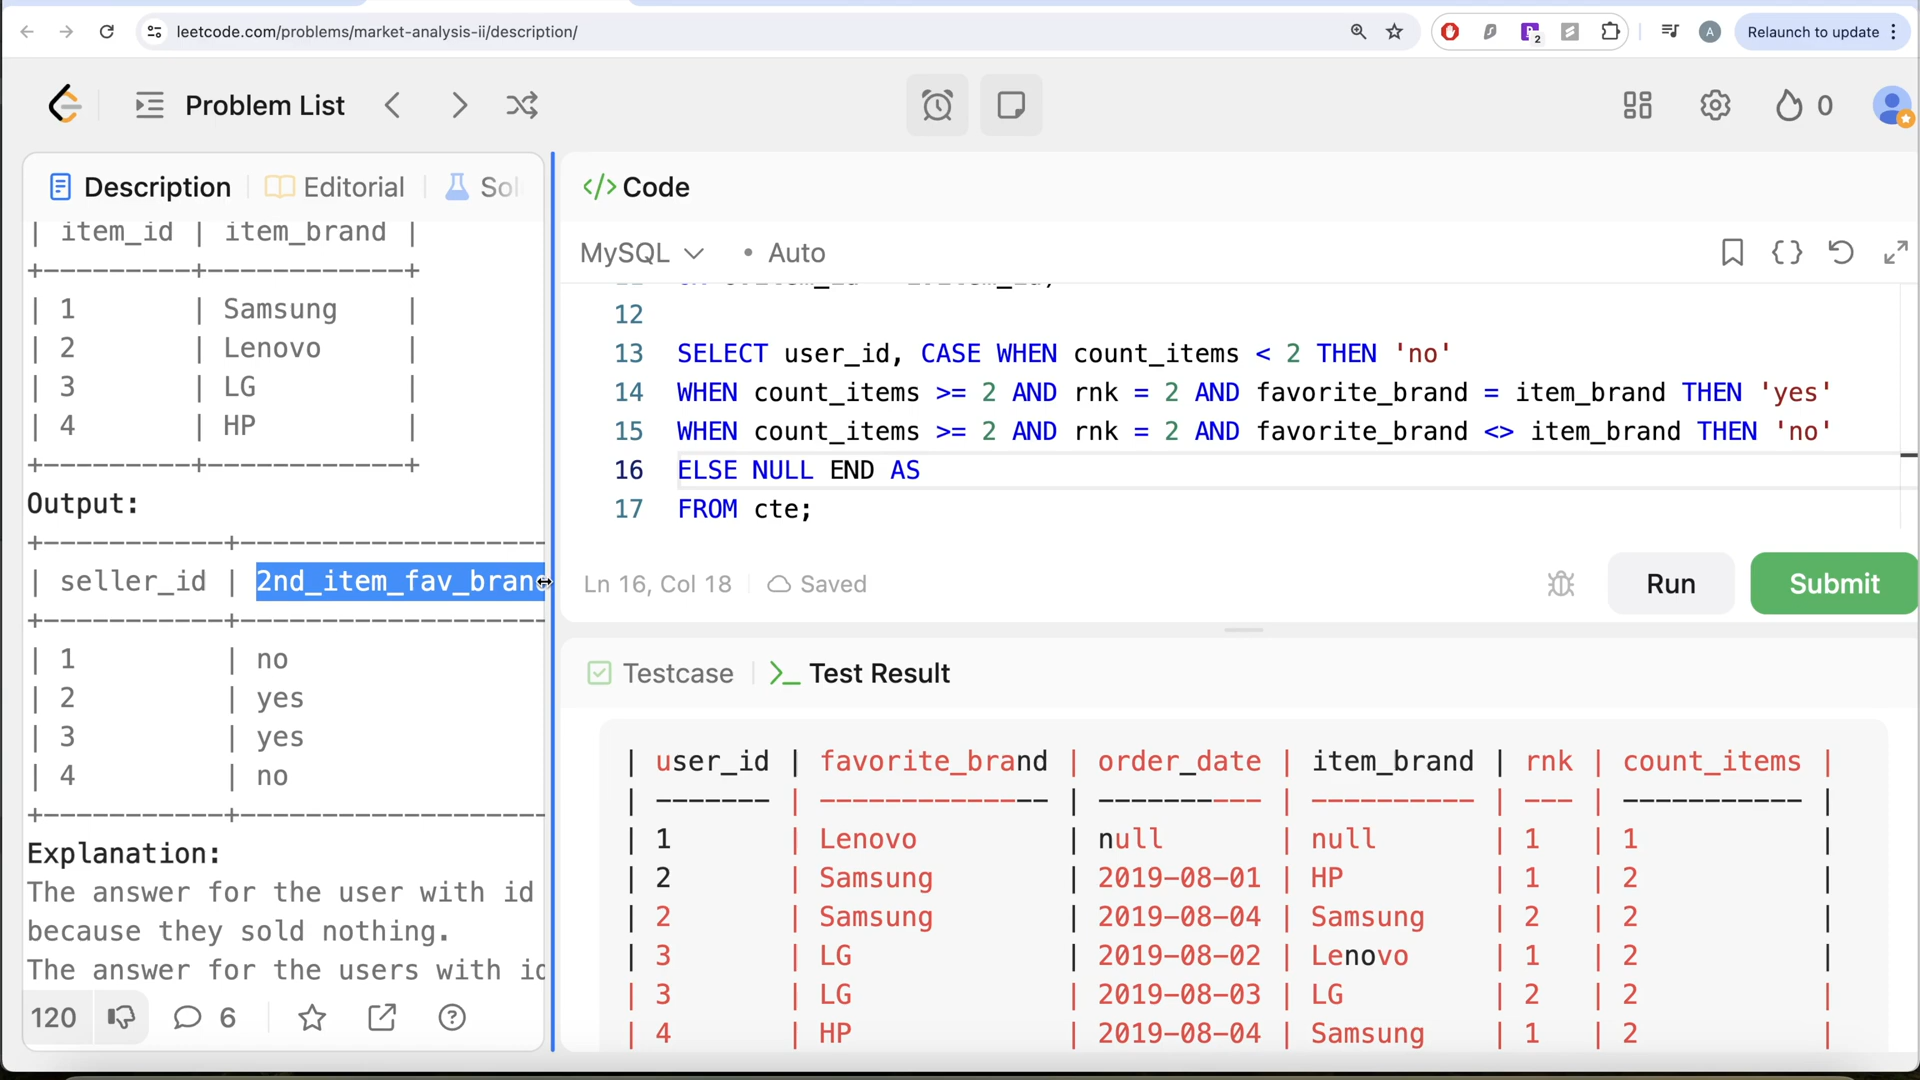 leetcode.com/problems/market-analysis-ii/description/
2
A
Relaunch to update
Problem List
0
Description
Editorial
Sol
| item_id | item_brand |
+---------+------------+
| 1 | Samsung |
| 2 | Lenovo |
| 3 | LG |
| 4 | HP |
+---------+------------+
Output:
+-----------+--------------------
| seller_id | 2nd_item_fav_brand
+-----------+--------------------
| 1 | no
| 2 | yes
| 3 | yes
| 4 | no
+-----------+--------------------
Explanation:
The answer for the user with id
because they sold nothing.
The answer for the users with id
120
6
</> Code
MySQL
• Auto
12
13 SELECT user_id, CASE WHEN count_items < 2 THEN 'no'
14 WHEN count_items >= 2 AND rnk = 2 AND favorite_brand = item_brand THEN 'yes'
15 WHEN count_items >= 2 AND rnk = 2 AND favorite_brand <> item_brand THEN 'no'
16 ELSE NULL END AS
17 FROM cte;
Ln 16, Col 18
Saved
Run
Submit
Testcase
Test Result
| user_id | favorite_brand | order_date | item_brand | rnk | count_items |
| ------- | -------------- | ---------- | ---------- | --- | ----------- |
| 1 | Lenovo | null | null | 1 | 1 |
| 2 | Samsung | 2019-08-01 | HP | 1 | 2 |
| 2 | Samsung | 2019-08-04 | Samsung | 2 | 2 |
| 3 | LG | 2019-08-02 | Lenovo | 1 | 2 |
| 3 | LG | 2019-08-03 | LG | 2 | 2 |
| 4 | HP | 2019-08-04 | Samsung | 1 | 2 |